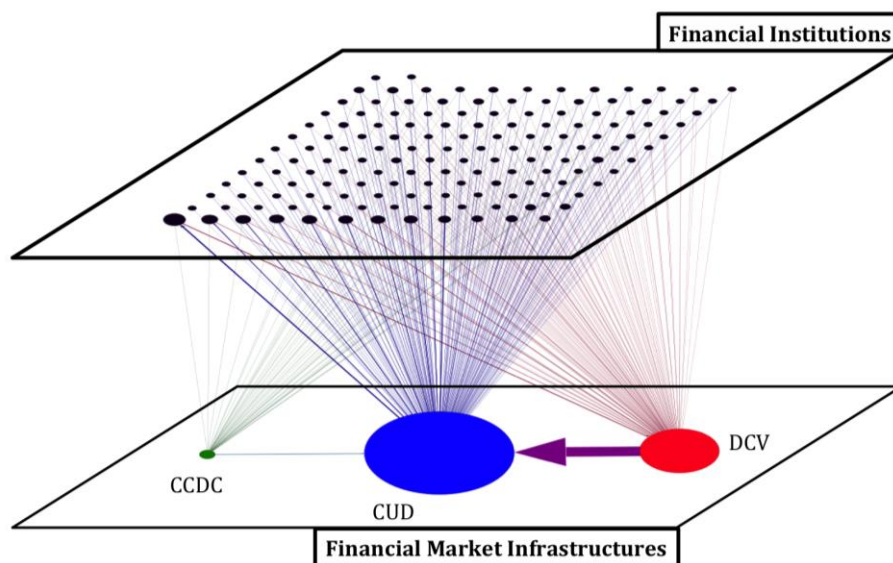 Financial Institutions
DCV
CCDC
CUD
Financial Market Infrastructures